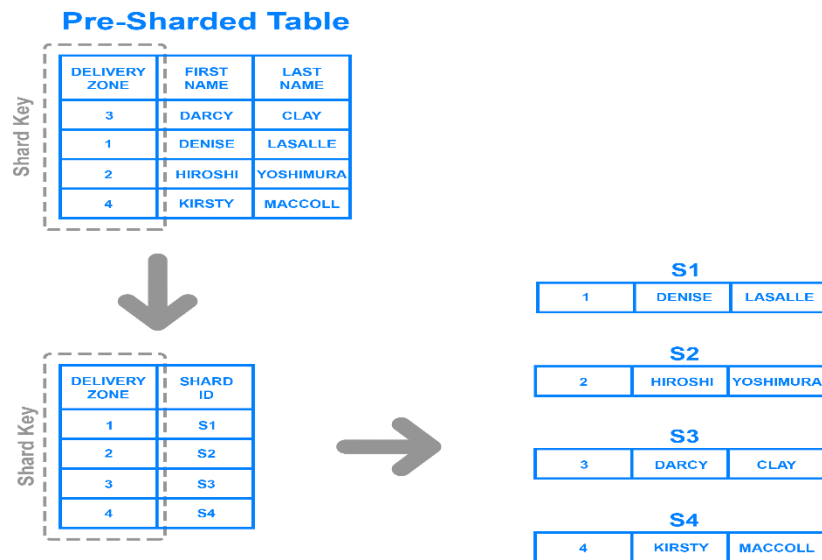 Pre-Sharded Table
Shard Key
DELIVERY ZONE FIRST NAME LAST NAME
3 DARCY CLAY
1 DENISE LASALLE
2 HIROSHI YOSHIMURA
4 KIRSTY MACCOLL
Shard Key
DELIVERY ZONE SHARD ID
1 S1
2 S2
3 S3
4 S4
S1
1 DENISE LASALLE
S2
2 HIROSHI YOSHIMURA
S3
3 DARCY CLAY
S4
4 KIRSTY MACCOLL